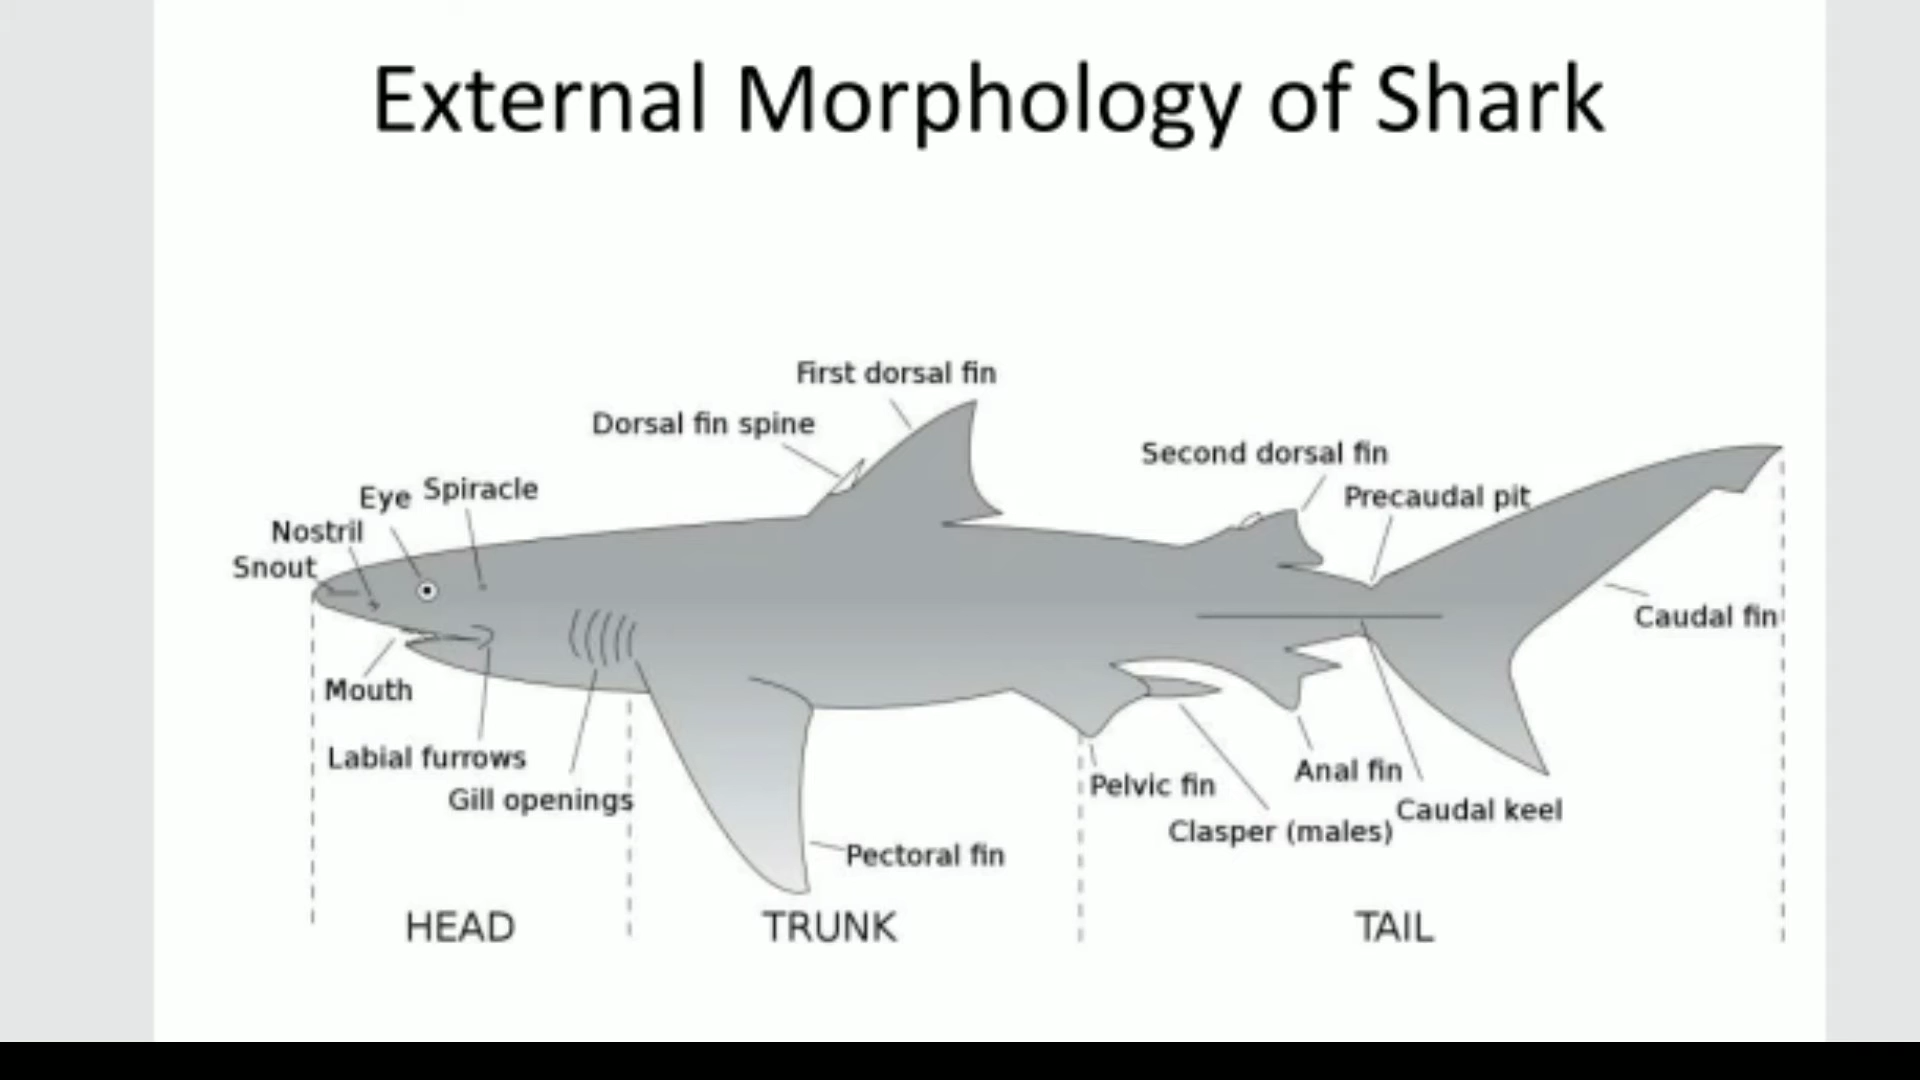 External Morphology of Shark
First dorsal fin
Dorsal fin spine
Second dorsal fin
Eye
Spiracle
Precaudal pit
Nostril
Snout
Caudal fin
Mouth
Labial furrows
Gill openings
Pelvic fin
Anal fin
Caudal keel
Clasper (males)
Pectoral fin
HEAD
TRUNK
TAIL